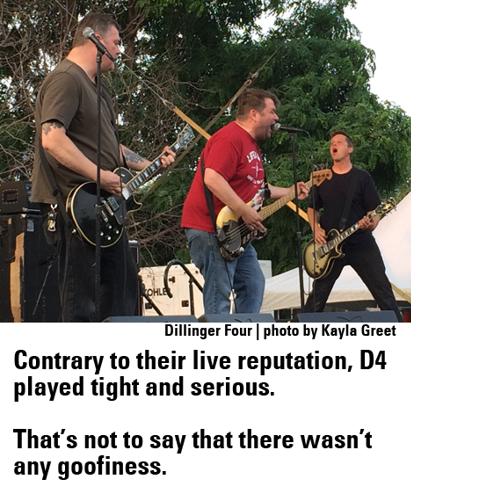 KOHLER
Dillinger Four | photo by Kayla Greet
Contrary to their live reputation, D4
played tight and serious.
That's not to say that there wasn't
any goofiness.